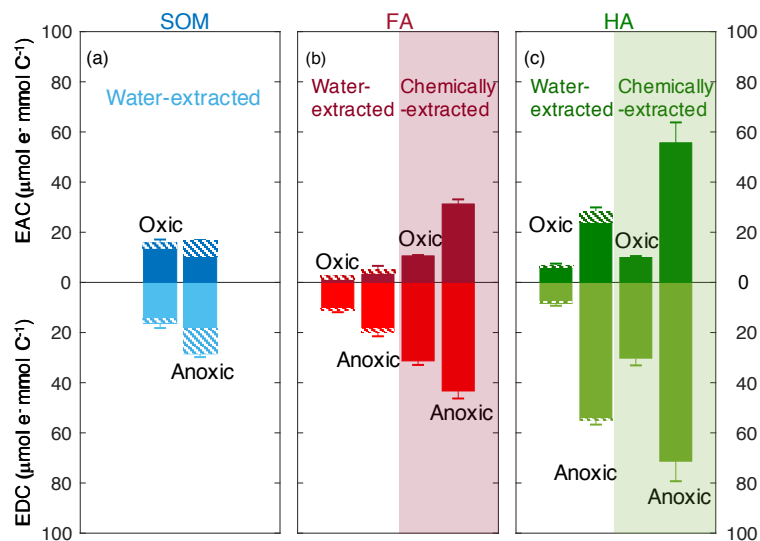 SOM
FA
HA
(a)
(b)
(c)
Water-extracted
Water-
extracted
Chemically
-extracted
Water-
extracted
Chemically
-extracted
Oxic
Anoxic
Oxic
Anoxic
Oxic
Anoxic
Oxic
Anoxic
Oxic
Anoxic
EAC (μmol e⁻ mmol C⁻¹)
EDC (μmol e⁻ mmol C⁻¹)
100
80
60
40
20
0
20
40
60
80
100
100
80
60
40
20
0
20
40
60
80
100